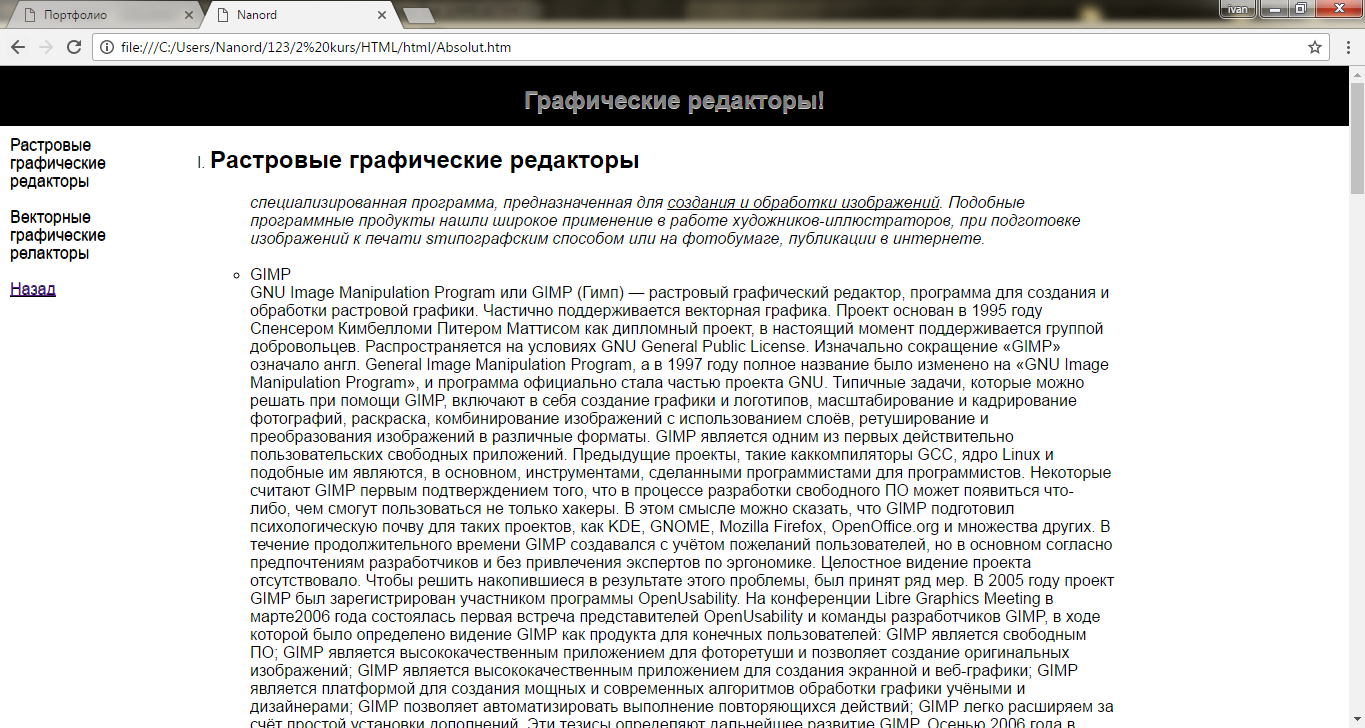 Портфолио
Nanord
ivan
file:///C:/Users/Nanord/123/2%20kurs/HTML/html/Absolut.htm
Графические редакторы!
Растровые
графические
редакторы
Векторные
графические
релакторы
Назад
I. Растровые графические редакторы
специализированная программа, предназначенная для создания и обработки изображений. Подобные
программные продукты нашли широкое применение в работе художников-иллюстраторов, при подготовке
изображений к печати sтипографским способом или на фотобумаге, публикации в интернете.
GIMP
GNU Image Manipulation Program или GIMP (Гимп) — растровый графический редактор, программа для создания и
обработки растровой графики. Частично поддерживается векторная графика. Проект основан в 1995 году
Спенсером Кимбелломи Питером Маттисом как дипломный проект, в настоящий момент поддерживается группой
добровольцев. Распространяется на условиях GNU General Public License. Изначально сокращение «GIMP»
означало англ. General Image Manipulation Program, а в 1997 году полное название было изменено на «GNU Image
Manipulation Program», и программа официально стала частью проекта GNU. Типичные задачи, которые можно
решать при помощи GIMP, включают в себя создание графики и логотипов, масштабирование и кадрирование
фотографий, раскраска, комбинирование изображений с использованием слоёв, ретуширование и
преобразования изображений в различные форматы. GIMP является одним из первых действительно
пользовательских свободных приложений. Предыдущие проекты, такие каккомпиляторы GCC, ядро Linux и
подобные им являются, в основном, инструментами, сделанными программистами для программистов. Некоторые
считают GIMP первым подтверждением того, что в процессе разработки свободного ПО может появиться что-
либо, чем смогут пользоваться не только хакеры. В этом смысле можно сказать, что GIMP подготовил
психологическую почву для таких проектов, как KDE, GNOME, Mozilla Firefox, OpenOffice.org и множества других. В
течение продолжительного времени GIMP создавался с учётом пожеланий пользователей, но в основном согласно
предпочтениям разработчиков и без привлечения экспертов по эргономике. Целостное видение проекта
отсутствовало. Чтобы решить накопившиеся в результате этого проблемы, был принят ряд мер. В 2005 году проект
GIMP был зарегистрирован участником программы OpenUsability. На конференции Libre Graphics Meeting в
марте2006 года состоялась первая встреча представителей OpenUsability и команды разработчиков GIMP, в ходе
которой было определено видение GIMP как продукта для конечных пользователей: GIMP является свободным
ПО; GIMP является высококачественным приложением для фоторетуши и позволяет создание оригинальных
изображений; GIMP является высококачественным приложением для создания экранной и веб-графики; GIMP
является платформой для создания мощных и современных алгоритмов обработки графики учёными и
дизайнерами; GIMP позволяет автоматизировать выполнение повторяющихся действий; GIMP легко расширяем за
счёт простой установки дополнений. Эти тезисы определяют дальнейшее развитие GIMP. Осенью 2006 года в